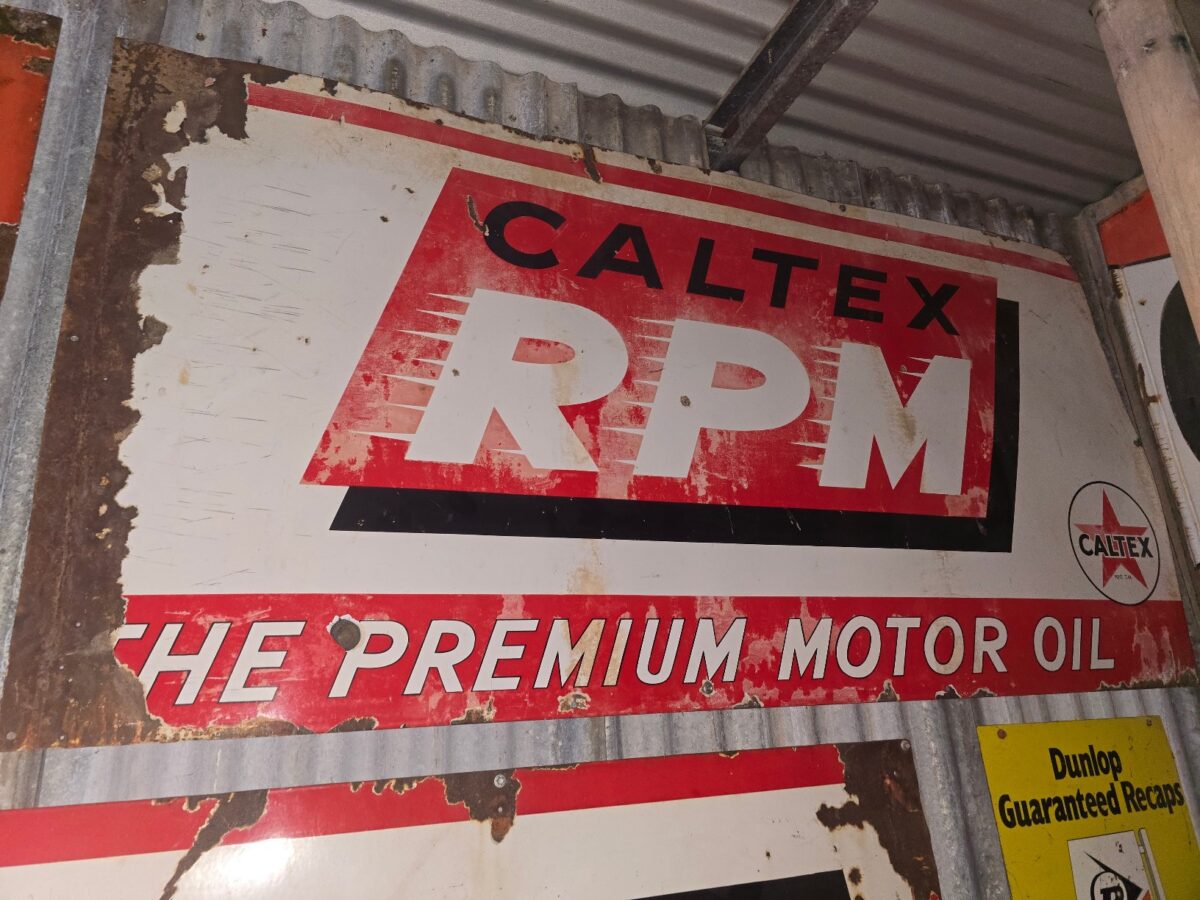 CALTEX
RPM
CALTEX
THE PREMIUM MOTOR OIL
Dunlop
Guaranteed Recaps